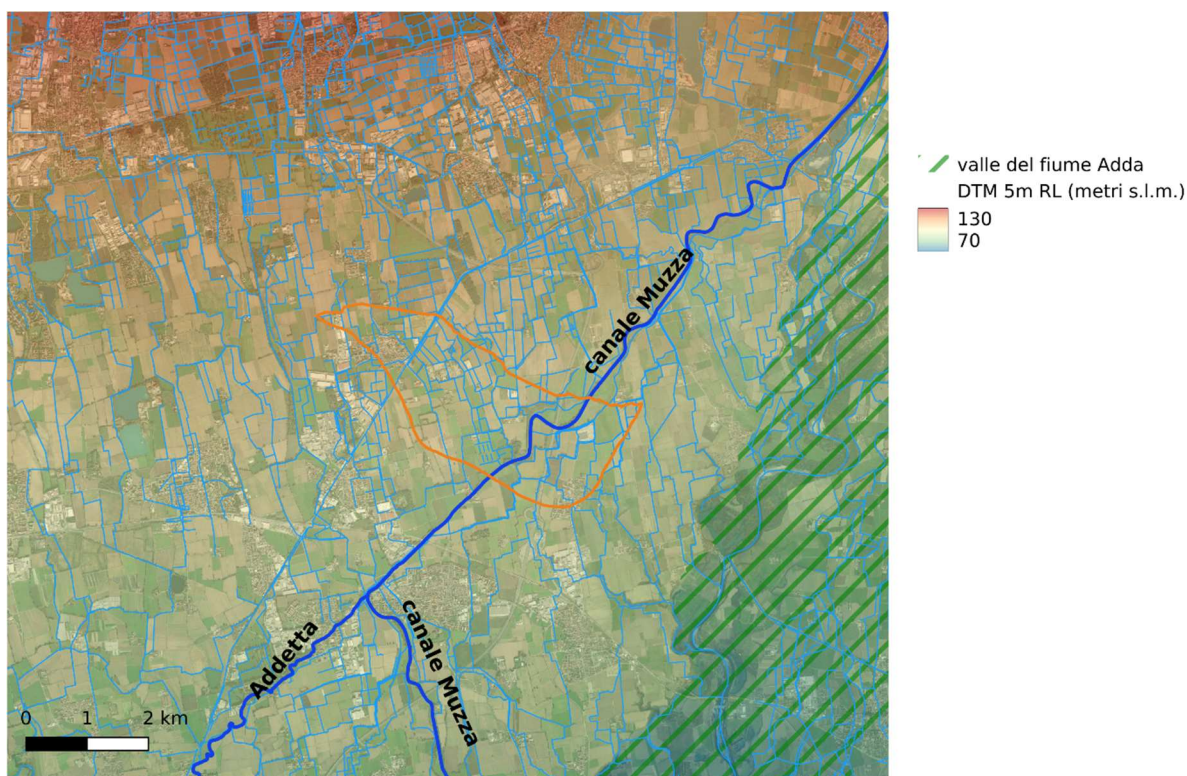 valle del fiume Adda
DTM 5m RL (metri s.l.m.)
130
70
canale Muzza
canale Muzza
Addetta
0 1 2 km